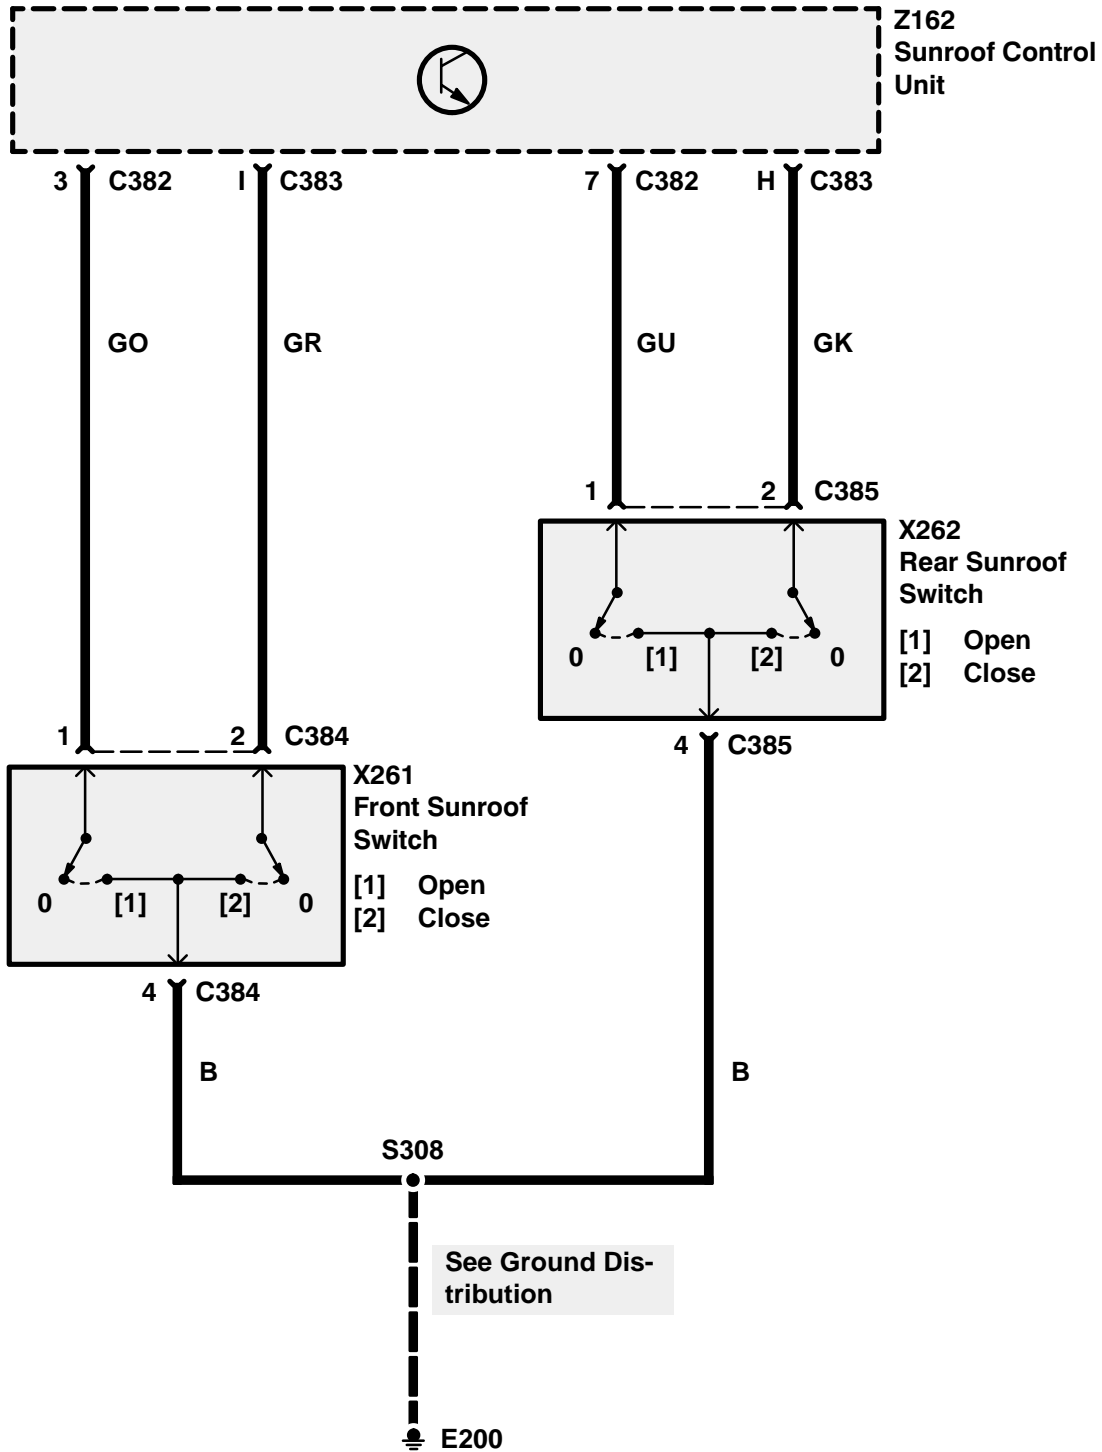 Z162
Sunroof Control
Unit
3 C382 I C383 7 C382 H C383
GO GR GU GK
1 2 C385
X262
Rear Sunroof
Switch
[1] Open
[2] Close
0 [1] [2] 0
1 2 C384
4 C385
X261
Front Sunroof
Switch
[1] Open
[2] Close
0 [1] [2] 0
4 C384
B B
S308
See Ground Dis-
tribution
E200